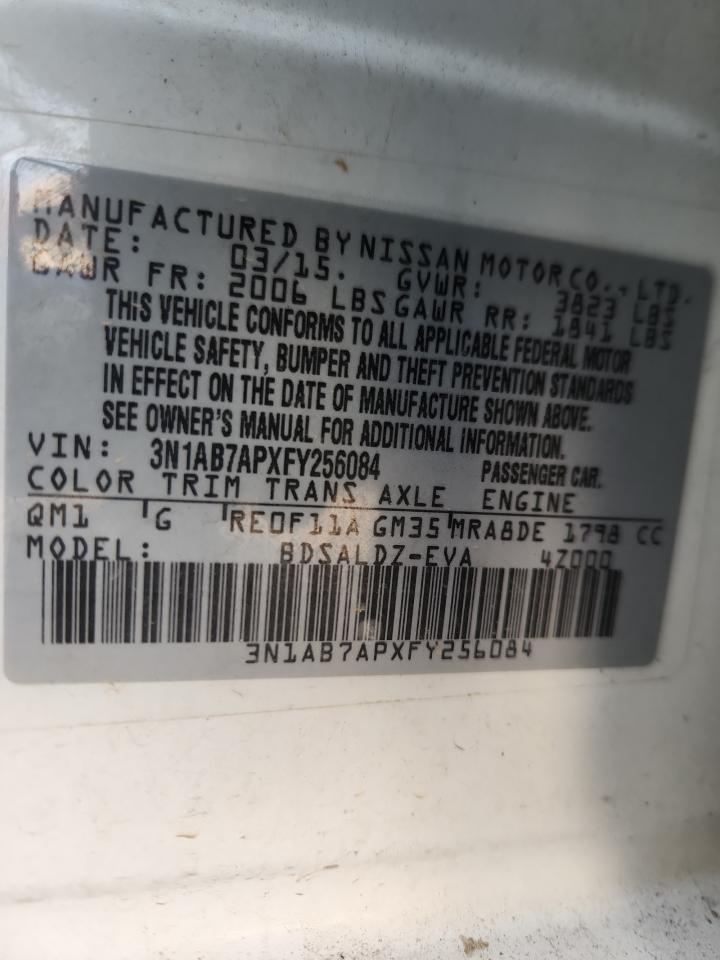 MANUFACTURED BY NISSAN MOTOR CO., LTD.
DATE: 03/15. GVWR: 3823 LBS
GAWR FR: 2006 LBS GAWR RR: 1841 LBS
THIS VEHICLE CONFORMS TO ALL APPLICABLE FEDERAL MOTOR
VEHICLE SAFETY, BUMPER AND THEFT PREVENTION STANDARDS
IN EFFECT ON THE DATE OF MANUFACTURE SHOWN ABOVE.
SEE OWNER'S MANUAL FOR ADDITIONAL INFORMATION.
VIN: 3N1AB7APXFY256084 PASSENGER CAR.
COLOR TRIM TRANS AXLE ENGINE
QM1 G RE0F11A GM35 MRA8DE 1798 CC
MODEL: BDSALDZ-EVA 4Z000
3N1AB7APXFY256084